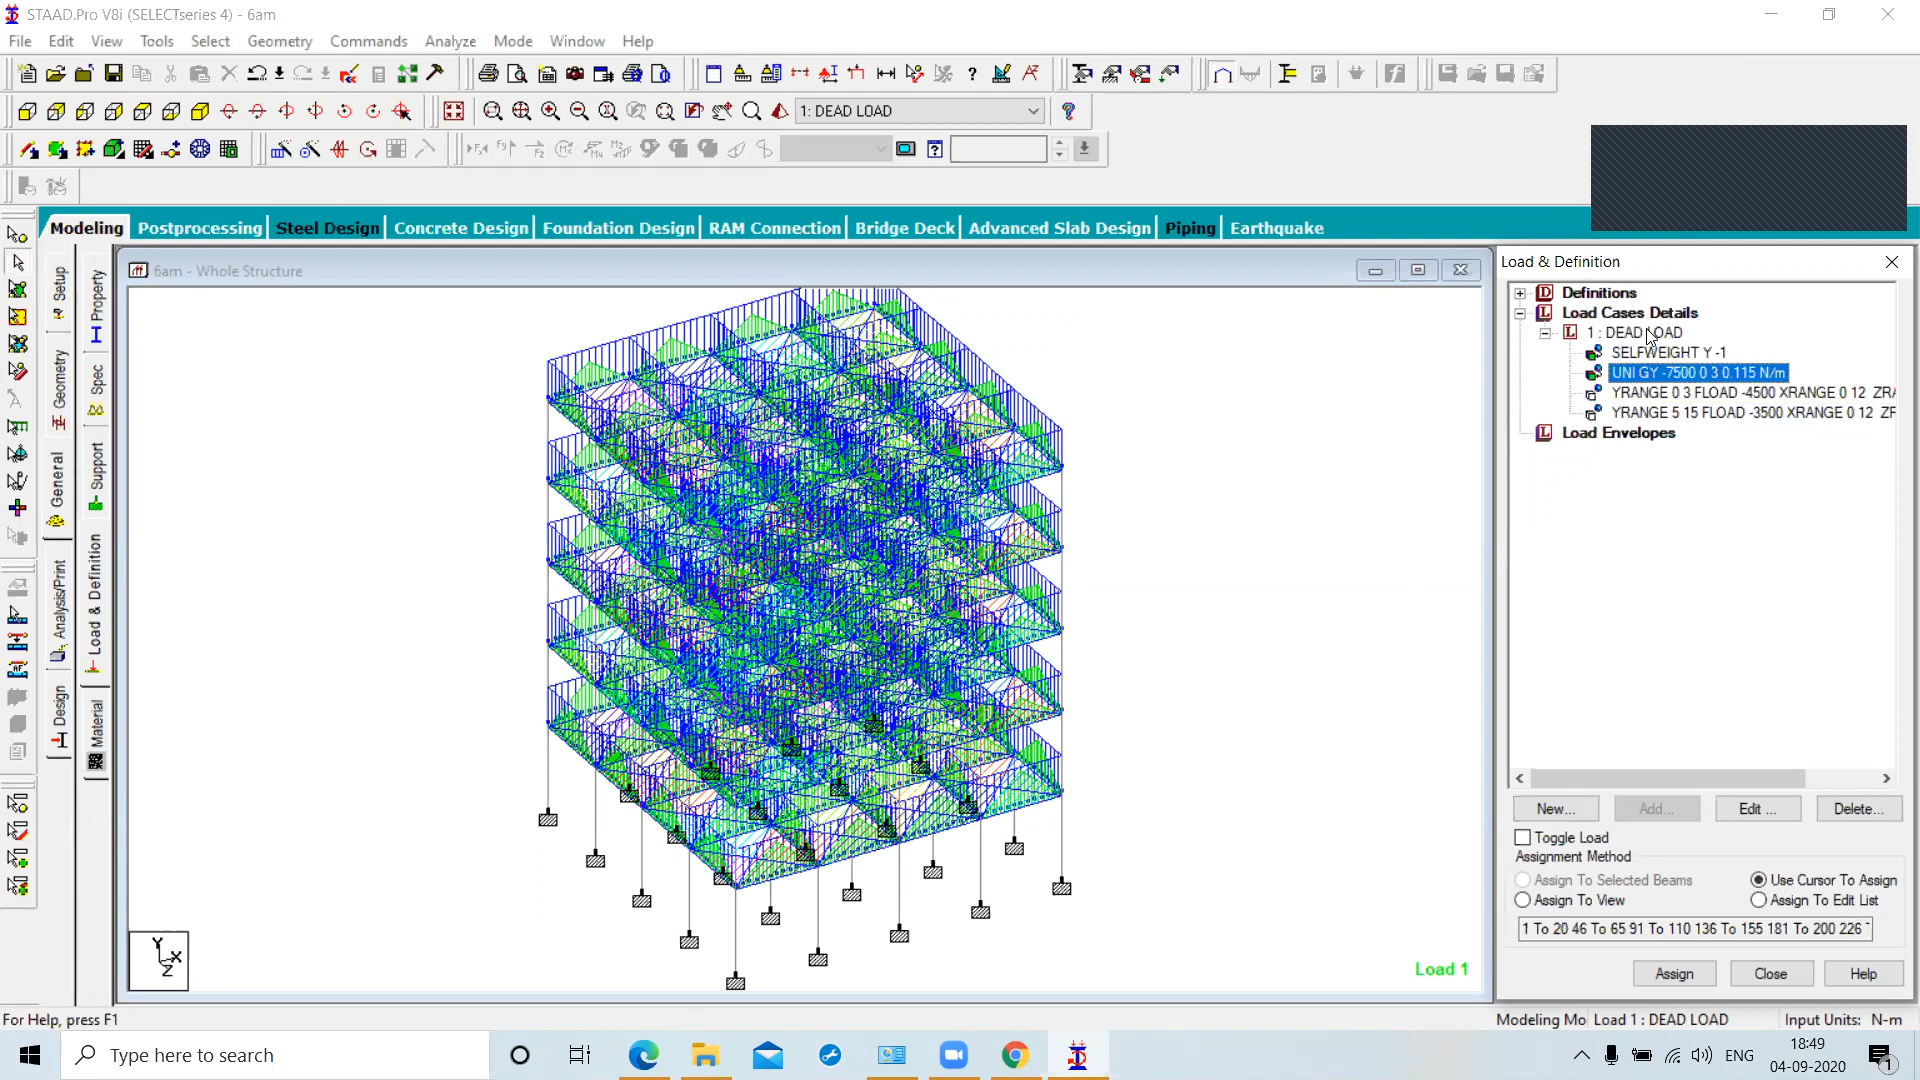 STAAD.Pro V8i (SELECTseries 4) - 6am
File Edit View Tools Select Geometry Commands Analyze Mode Window Help
1: DEAD LOAD
Modeling Postprocessing Steel Design Concrete Design Foundation Design RAM Connection Bridge Deck Advanced Slab Design Piping Earthquake
Setup
Geometry
General
Analysis/Print
Design
Property
Spec
Support
Load & Definition
Material
6am - Whole Structure
Y
X
Z
Load 1
Load & Definition
Definitions
Load Cases Details
1 : DEAD LOAD
SELFWEIGHT Y -1
UNI GY -7500 0 3 0.115 N/m
YRANGE 0 3 FLOAD -4500 XRANGE 0 12 ZRA
YRANGE 5 15 FLOAD -3500 XRANGE 0 12 ZF
Load Envelopes
New... Add... Edit ... Delete...
Toggle Load
Assignment Method
Assign To Selected Beams Use Cursor To Assign
Assign To View Assign To Edit List
1 To 20 46 To 65 91 To 110 136 To 155 181 To 200 226
Assign Close Help
For Help, press F1
Modeling Mo Load 1 : DEAD LOAD Input Units: N-m
Type here to search
ENG
18:49
04-09-2020
1